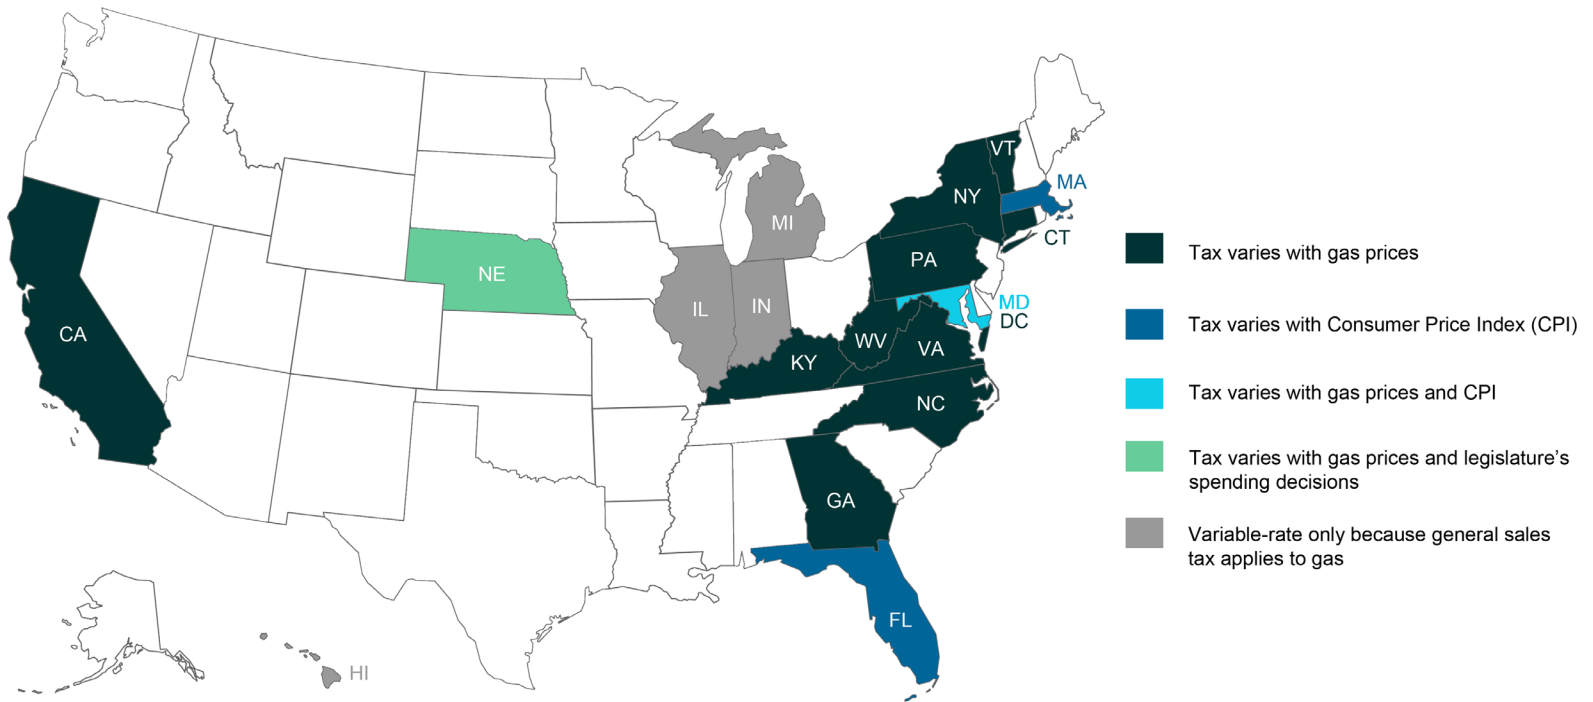 VT
MA
NY
MI
CT
PA
NE
MD
IL
IN
DC
CA
WV
VA
KY
NC
GA
FL
HI
Tax varies with gas prices
Tax varies with Consumer Price Index (CPI)
Tax varies with gas prices and CPI
Tax varies with gas prices and legislature’s
spending decisions
Variable-rate only because general sales
tax applies to gas